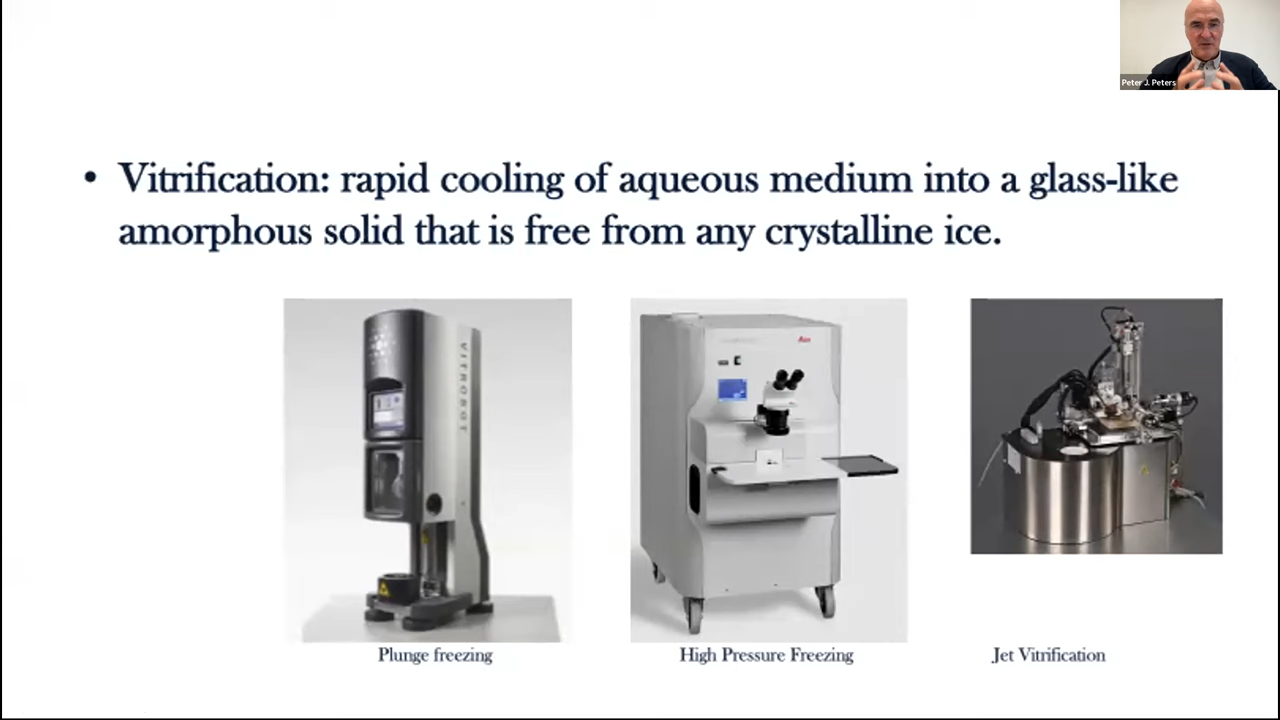 Peter J. Peters
• Vitrification: rapid cooling of aqueous medium into a glass-like
amorphous solid that is free from any crystalline ice.
VITROBOT
Plunge freezing
High Pressure Freezing
Jet Vitrification